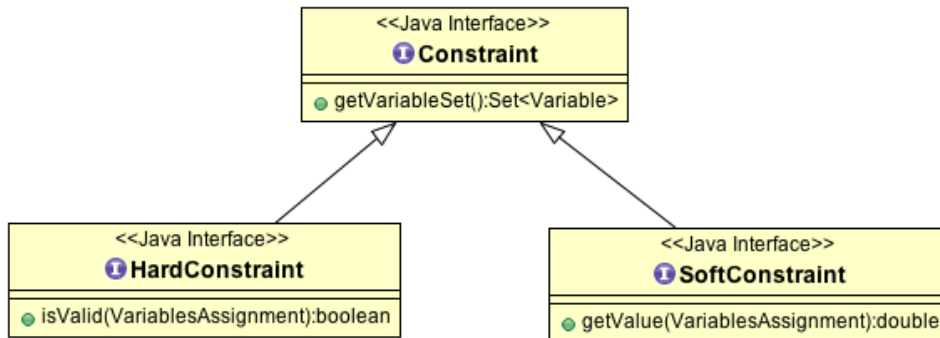 <<Java Interface>>
Constraint
getVariableSet():Set<Variable>
<<Java Interface>>
HardConstraint
isValid(VariablesAssignment):boolean
<<Java Interface>>
SoftConstraint
getValue(VariablesAssignment):double